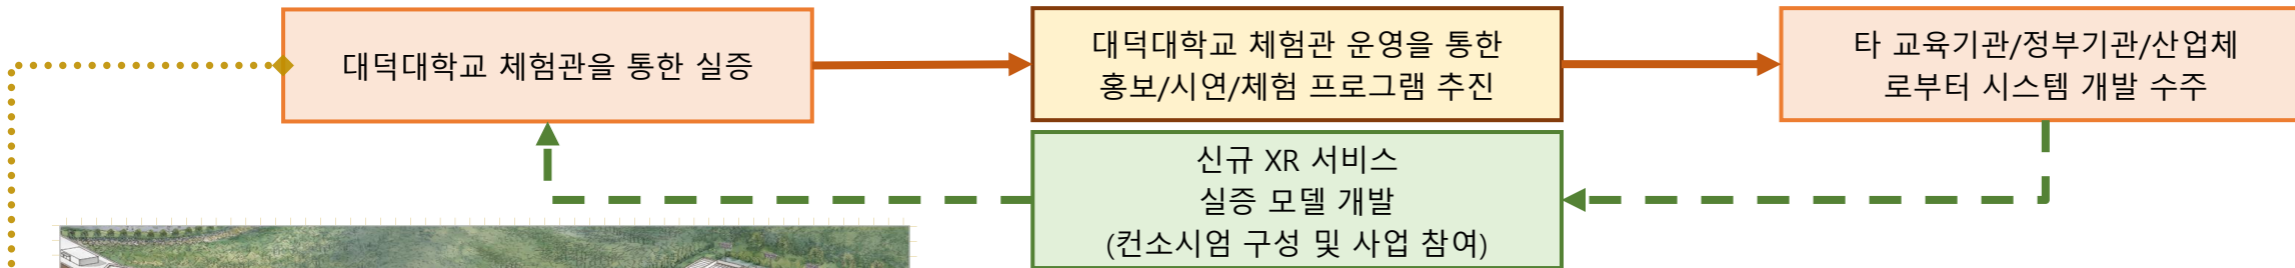 대덕대학교 체험관을 통한 실증
대덕대학교 체험관 운영을 통한
홍보/시연/체험 프로그램 추진
타 교육기관/정부기관/산업체
로부터 시스템 개발 수주
신규 XR 서비스
실증 모델 개발
(컨소시엄 구성 및 사업 참여)